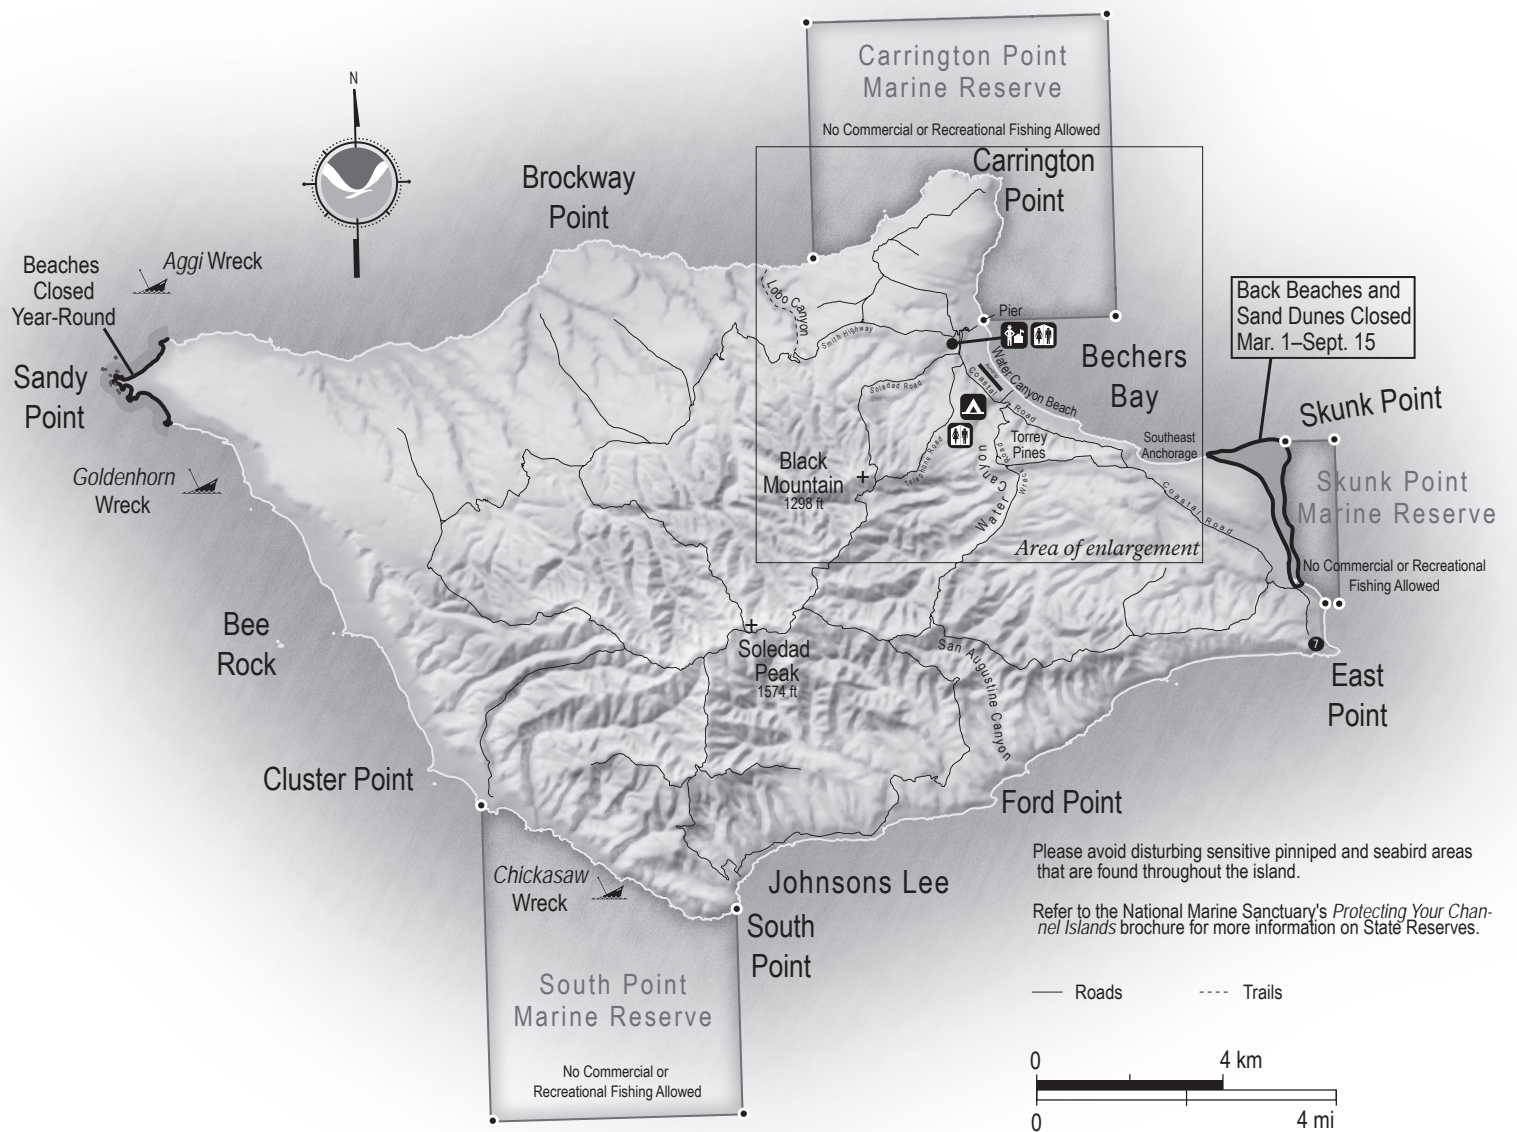 Carrington Point
Marine Reserve
No Commercial or Recreational Fishing Allowed
N
Carrington
Point
Brockway
Point
Aggi Wreck
Beaches
Closed
Year-Round
Sandy
Point
Goldenhorn
Wreck
Lobo Canyon
Smith Highway
Pier
Water Canyon Beach
Bechers
Bay
Coastal Road
Soledad Road
Telephone Road
Torrey
Pines
Wreck Road
Water Canyon
Southeast
Anchorage
Coastal Road
Black
Mountain
1298 ft
Area of enlargement
Back Beaches and
Sand Dunes Closed
Mar. 1–Sept. 15
Skunk Point
Skunk Point
Marine Reserve
No Commercial or Recreational
Fishing Allowed
7
East
Point
Bee
Rock
Soledad
Peak
1574 ft
San Augustine Canyon
Cluster Point
Ford Point
Chickasaw
Wreck
Johnsons Lee
South
Point
South Point
Marine Reserve
No Commercial or
Recreational Fishing Allowed
Please avoid disturbing sensitive pinniped and seabird areas
that are found throughout the island.
Refer to the National Marine Sanctuary's Protecting Your Chan-
nel Islands brochure for more information on State Reserves.
Roads
Trails
0 4 km
0 4 mi